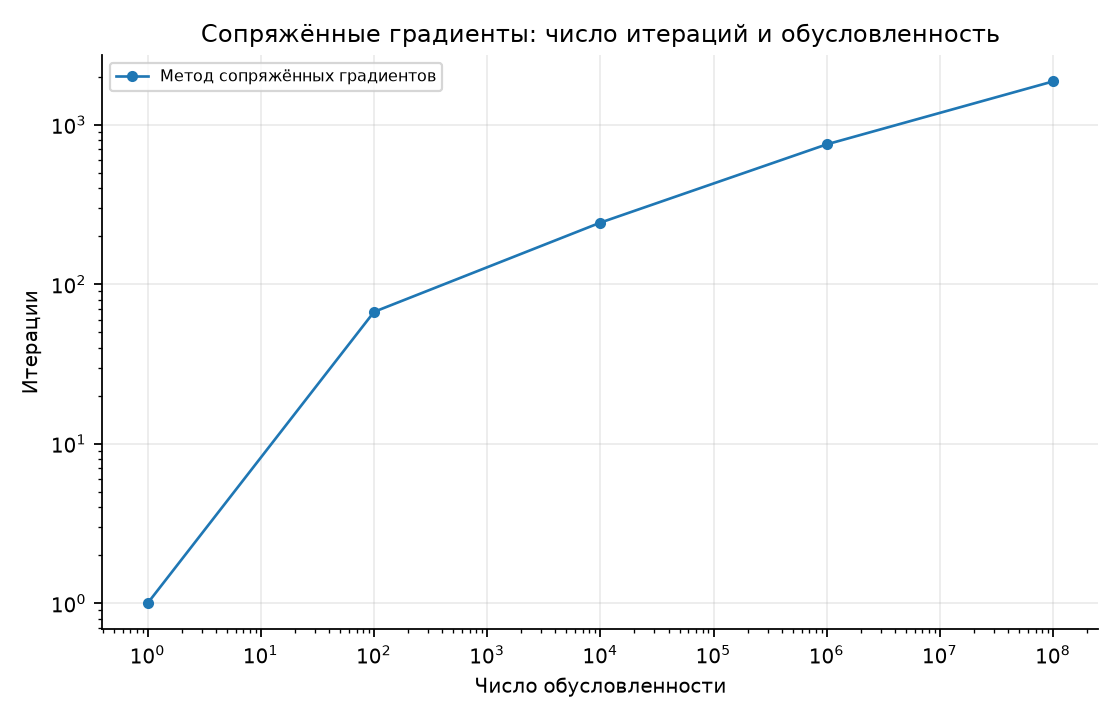 Сопряжённые градиенты: число итераций и обусловленность
Метод сопряжённых градиентов
Итерации
10³
10²
10¹
10⁰
10⁰ 10¹ 10² 10³ 10⁴ 10⁵ 10⁶ 10⁷ 10⁸
Число обусловленности